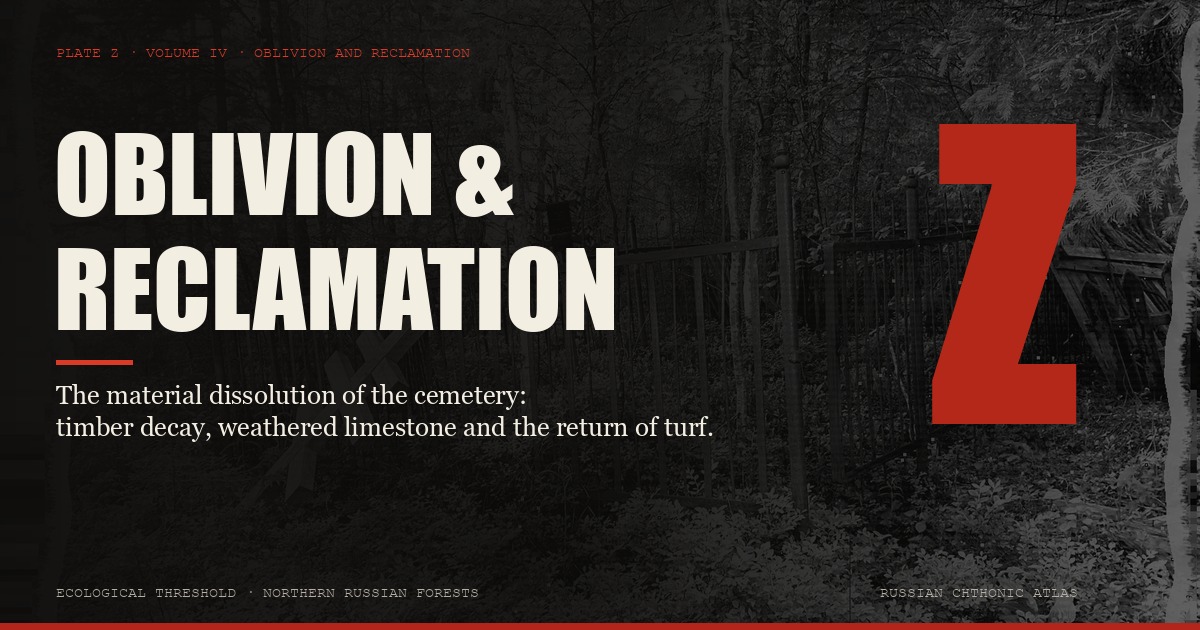 PLATE Z · VOLUME IV · OBLIVION AND RECLAMATION
OBLIVION &
RECLAMATION
Z
The material dissolution of the cemetery:
timber decay, weathered limestone and the return of turf.
ECOLOGICAL THRESHOLD · NORTHERN RUSSIAN FORESTS
RUSSIAN CHTHONIC ATLAS